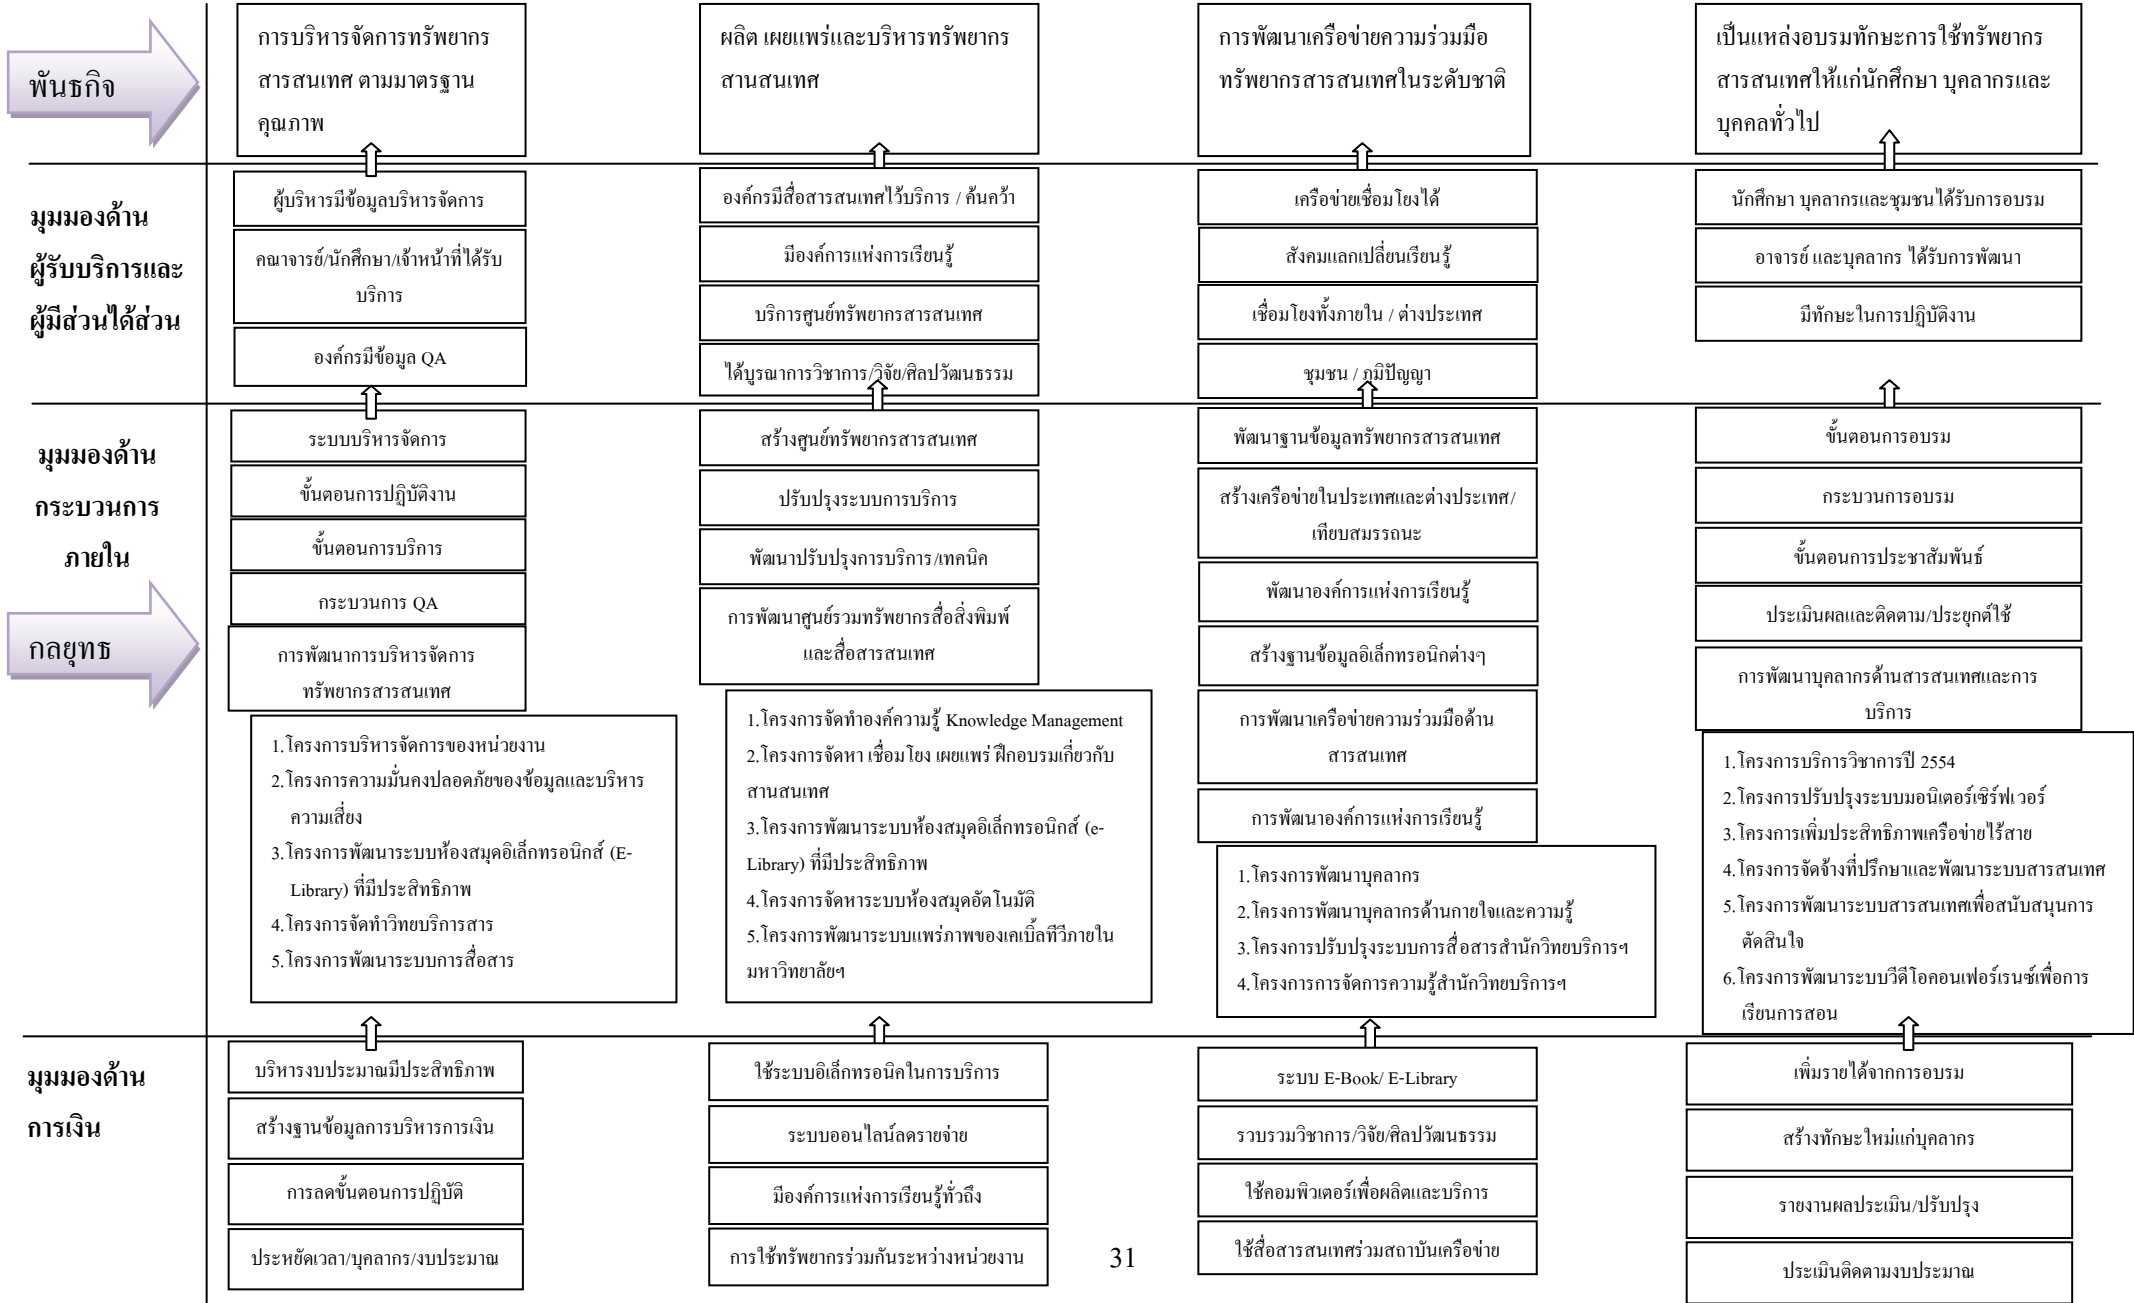 พันธกิจ
การบริหารจัดการทรัพยากร
สารสนเทศ ตามมาตรฐาน
คุณภาพ
ผลิต เผยแพร่และบริหารทรัพยากร
สานสนเทศ
การพัฒนาเครือข่ายความร่วมมือ
ทรัพยากรสารสนเทศในระดับชาติ
เป็นแหล่งอบรมทักษะการใช้ทรัพยากร
สารสนเทศให้แก่นักศึกษา บุคลากรและ
บุคคลทั่วไป
มุมมองด้าน
ผู้รับบริการและ
ผู้มีส่วนได้ส่วน
ผู้บริหารมีข้อมูลบริหารจัดการ
คณาจารย์/นักศึกษา/เจ้าหน้าที่ได้รับ
บริการ
องค์กรมีข้อมูล QA
องค์กรมีสื่อสารสนเทศไว้บริการ / ค้นคว้า
มีองค์การแห่งการเรียนรู้
บริการศูนย์ทรัพยากรสารสนเทศ
ได้บูรณาการวิชาการ/วิจัย/ศิลปวัฒนธรรม
เครือข่ายเชื่อมโยงได้
สังคมแลกเปลี่ยนเรียนรู้
เชื่อมโยงทั้งภายใน / ต่างประเทศ
ชุมชน / ภูมิปัญญา
นักศึกษา บุคลากรและชุมชนได้รับการอบรม
อาจารย์ และบุคลากร ได้รับการพัฒนา
มีทักษะในการปฏิบัติงาน
มุมมองด้าน
กระบวนการ
ภายใน
กลยุทธ
ระบบบริหารจัดการ
ขั้นตอนการปฏิบัติงาน
ขั้นตอนการบริการ
กระบวนการ QA
การพัฒนาการบริหารจัดการ
ทรัพยากรสารสนเทศ
1.โครงการบริหารจัดการของหน่วยงาน
2.โครงการความมั่นคงปลอดภัยของข้อมูลและบริหาร
ความเสี่ยง
3.โครงการพัฒนาระบบห้องสมุดอิเล็กทรอนิกส์ (E-
Library) ที่มีประสิทธิภาพ
4.โครงการจัดทำวิทยบริการสาร
5.โครงการพัฒนาระบบการสื่อสาร
สร้างศูนย์ทรัพยากรสารสนเทศ
ปรับปรุงระบบการบริการ
พัฒนาปรับปรุงการบริการ/เทคนิค
การพัฒนาศูนย์รวมทรัพยากรสื่อสิ่งพิมพ์
และสื่อสารสนเทศ
1.โครงการจัดทำองค์ความรู้ Knowledge Management
2.โครงการจัดหา เชื่อมโยง เผยแพร่ ฝึกอบรมเกี่ยวกับ
สานสนเทศ
3.โครงการพัฒนาระบบห้องสมุดอิเล็กทรอนิกส์ (e-
Library) ที่มีประสิทธิภาพ
4.โครงการจัดหาระบบห้องสมุดอัตโนมัติ
5.โครงการพัฒนาระบบแพร่ภาพของเคเบิ้ลทีวีภายใน
มหาวิทยาลัยฯ
พัฒนาฐานข้อมูลทรัพยากรสารสนเทศ
สร้างเครือข่ายในประเทศและต่างประเทศ/
เทียบสมรรถนะ
พัฒนาองค์การแห่งการเรียนรู้
สร้างฐานข้อมูลอิเล็กทรอนิกต่างๆ
การพัฒนาเครือข่ายความร่วมมือด้าน
สารสนเทศ
การพัฒนาองค์การแห่งการเรียนรู้
1.โครงการพัฒนาบุคลากร
2.โครงการพัฒนาบุคลากรด้านกายใจและความรู้
3.โครงการปรับปรุงระบบการสื่อสารสำนักวิทยบริการฯ
4.โครงการการจัดการความรู้สำนักวิทยบริการฯ
ขั้นตอนการอบรม
กระบวนการอบรม
ขั้นตอนการประชาสัมพันธ์
ประเมินผลและติดตาม/ประยุกต์ใช้
การพัฒนาบุคลากรด้านสารสนเทศและการ
บริการ
1.โครงการบริการวิชาการปี 2554
2.โครงการปรับปรุงระบบมอนิเตอร์เซิร์ฟเวอร์
3.โครงการเพิ่มประสิทธิภาพเครือข่ายไร้สาย
4.โครงการจัดจ้างที่ปรึกษาและพัฒนาระบบสารสนเทศ
5.โครงการพัฒนาระบบสารสนเทศเพื่อสนับสนุนการ
ตัดสินใจ
6.โครงการพัฒนาระบบวีดีโอคอนเฟอร์เรนซ์เพื่อการ
เรียนการสอน
มุมมองด้าน
การเงิน
บริหารงบประมาณมีประสิทธิภาพ
สร้างฐานข้อมูลการบริหารการเงิน
การลดขั้นตอนการปฏิบัติ
ประหยัดเวลา/บุคลากร/งบประมาณ
ใช้ระบบอิเล็กทรอนิคในการบริการ
ระบบออนไลน์ลดรายจ่าย
มีองค์การแห่งการเรียนรู้ทั่วถึง
การใช้ทรัพยากรร่วมกันระหว่างหน่วยงาน
ระบบ E-Book/ E-Library
รวบรวมวิชาการ/วิจัย/ศิลปวัฒนธรรม
ใช้คอมพิวเตอร์เพื่อผลิตและบริการ
ใช้สื่อสารสนเทศร่วมสถาบันเครือข่าย
เพิ่มรายได้จากการอบรม
สร้างทักษะใหม่แก่บุคลากร
รายงานผลประเมิน/ปรับปรุง
ประเมินติดตามงบประมาณ
31